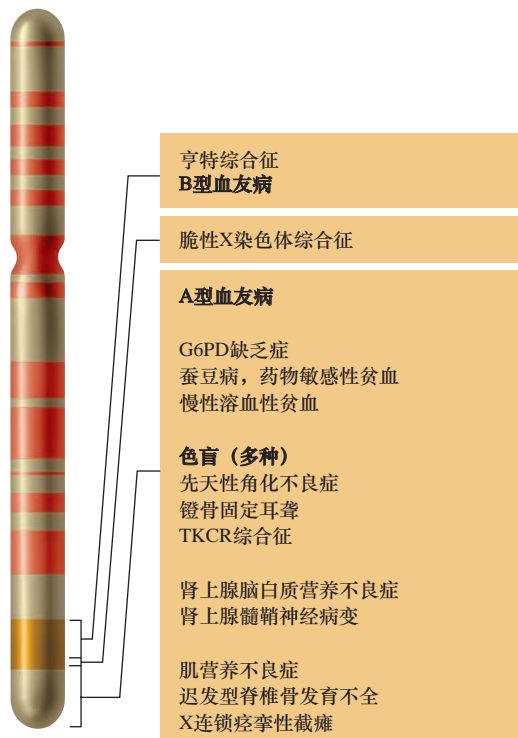 亨特综合征
B型血友病
脆性X染色体综合征
A型血友病
G6PD缺乏症
蚕豆病，药物敏感性贫血
慢性溶血性贫血
色盲（多种）
先天性角化不良症
镫骨固定耳聋
TKCR综合征
肾上腺脑白质营养不良症
肾上腺髓鞘神经病变
肌营养不良症
迟发型脊椎骨发育不全
X连锁痉挛性截瘫